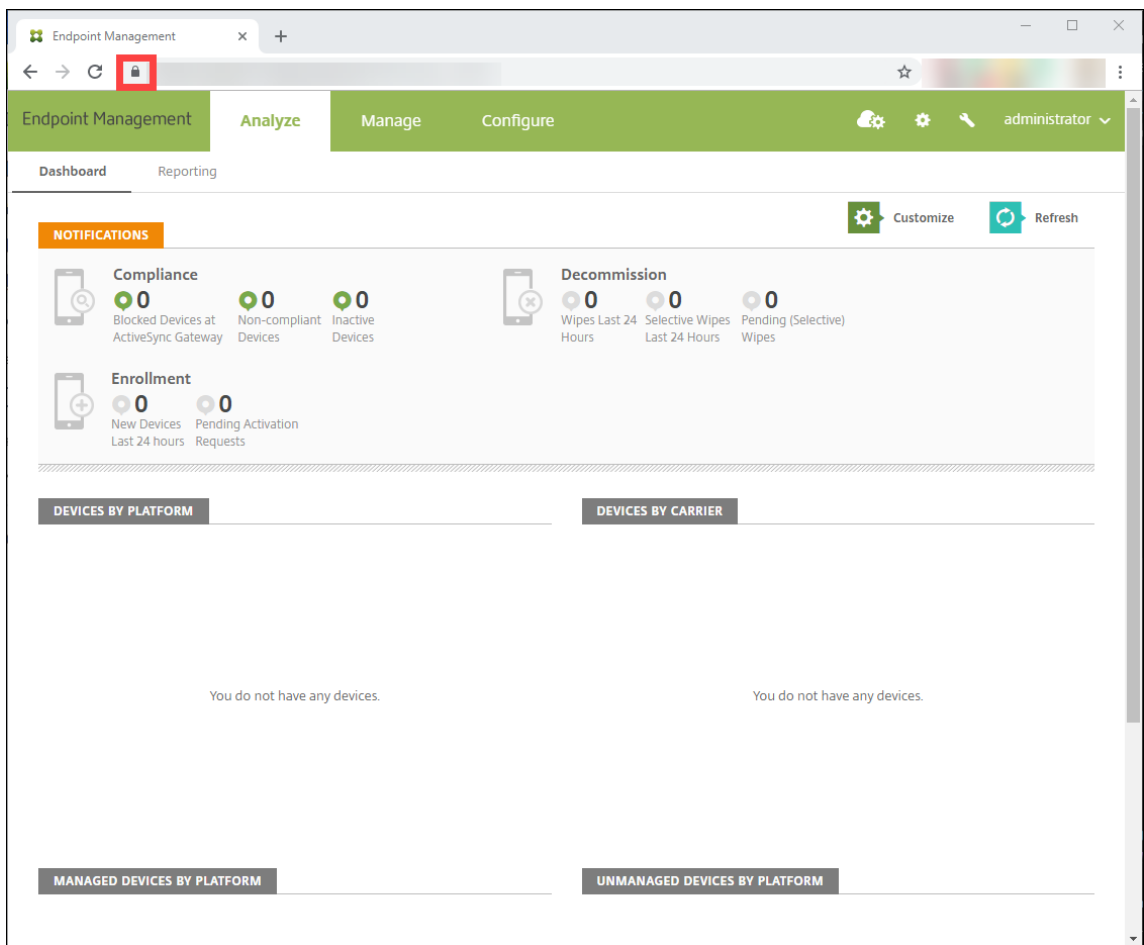 Endpoint Management
Endpoint Management Analyze Manage Configure administrator
Dashboard Reporting
Customize Refresh
NOTIFICATIONS
Compliance
0 0 0
Blocked Devices at Non-compliant Inactive
ActiveSync Gateway Devices Devices
Decommission
0 0 0
Wipes Last 24 Selective Wipes Pending (Selective)
Hours Last 24 Hours Wipes
Enrollment
0 0
New Devices Pending Activation
Last 24 hours Requests
DEVICES BY PLATFORM DEVICES BY CARRIER
You do not have any devices. You do not have any devices.
MANAGED DEVICES BY PLATFORM UNMANAGED DEVICES BY PLATFORM